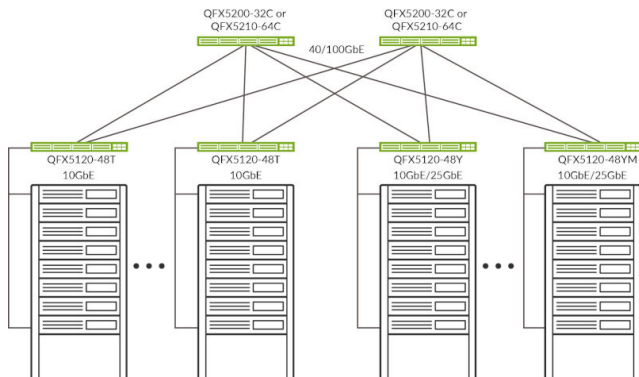 QFX5200-32C or
QFX5210-64C
QFX5200-32C or
QFX5210-64C
40/100GbE
QFX5120-48T
10GbE
QFX5120-48T
10GbE
QFX5120-48Y
10GbE/25GbE
QFX5120-48YM
10GbE/25GbE